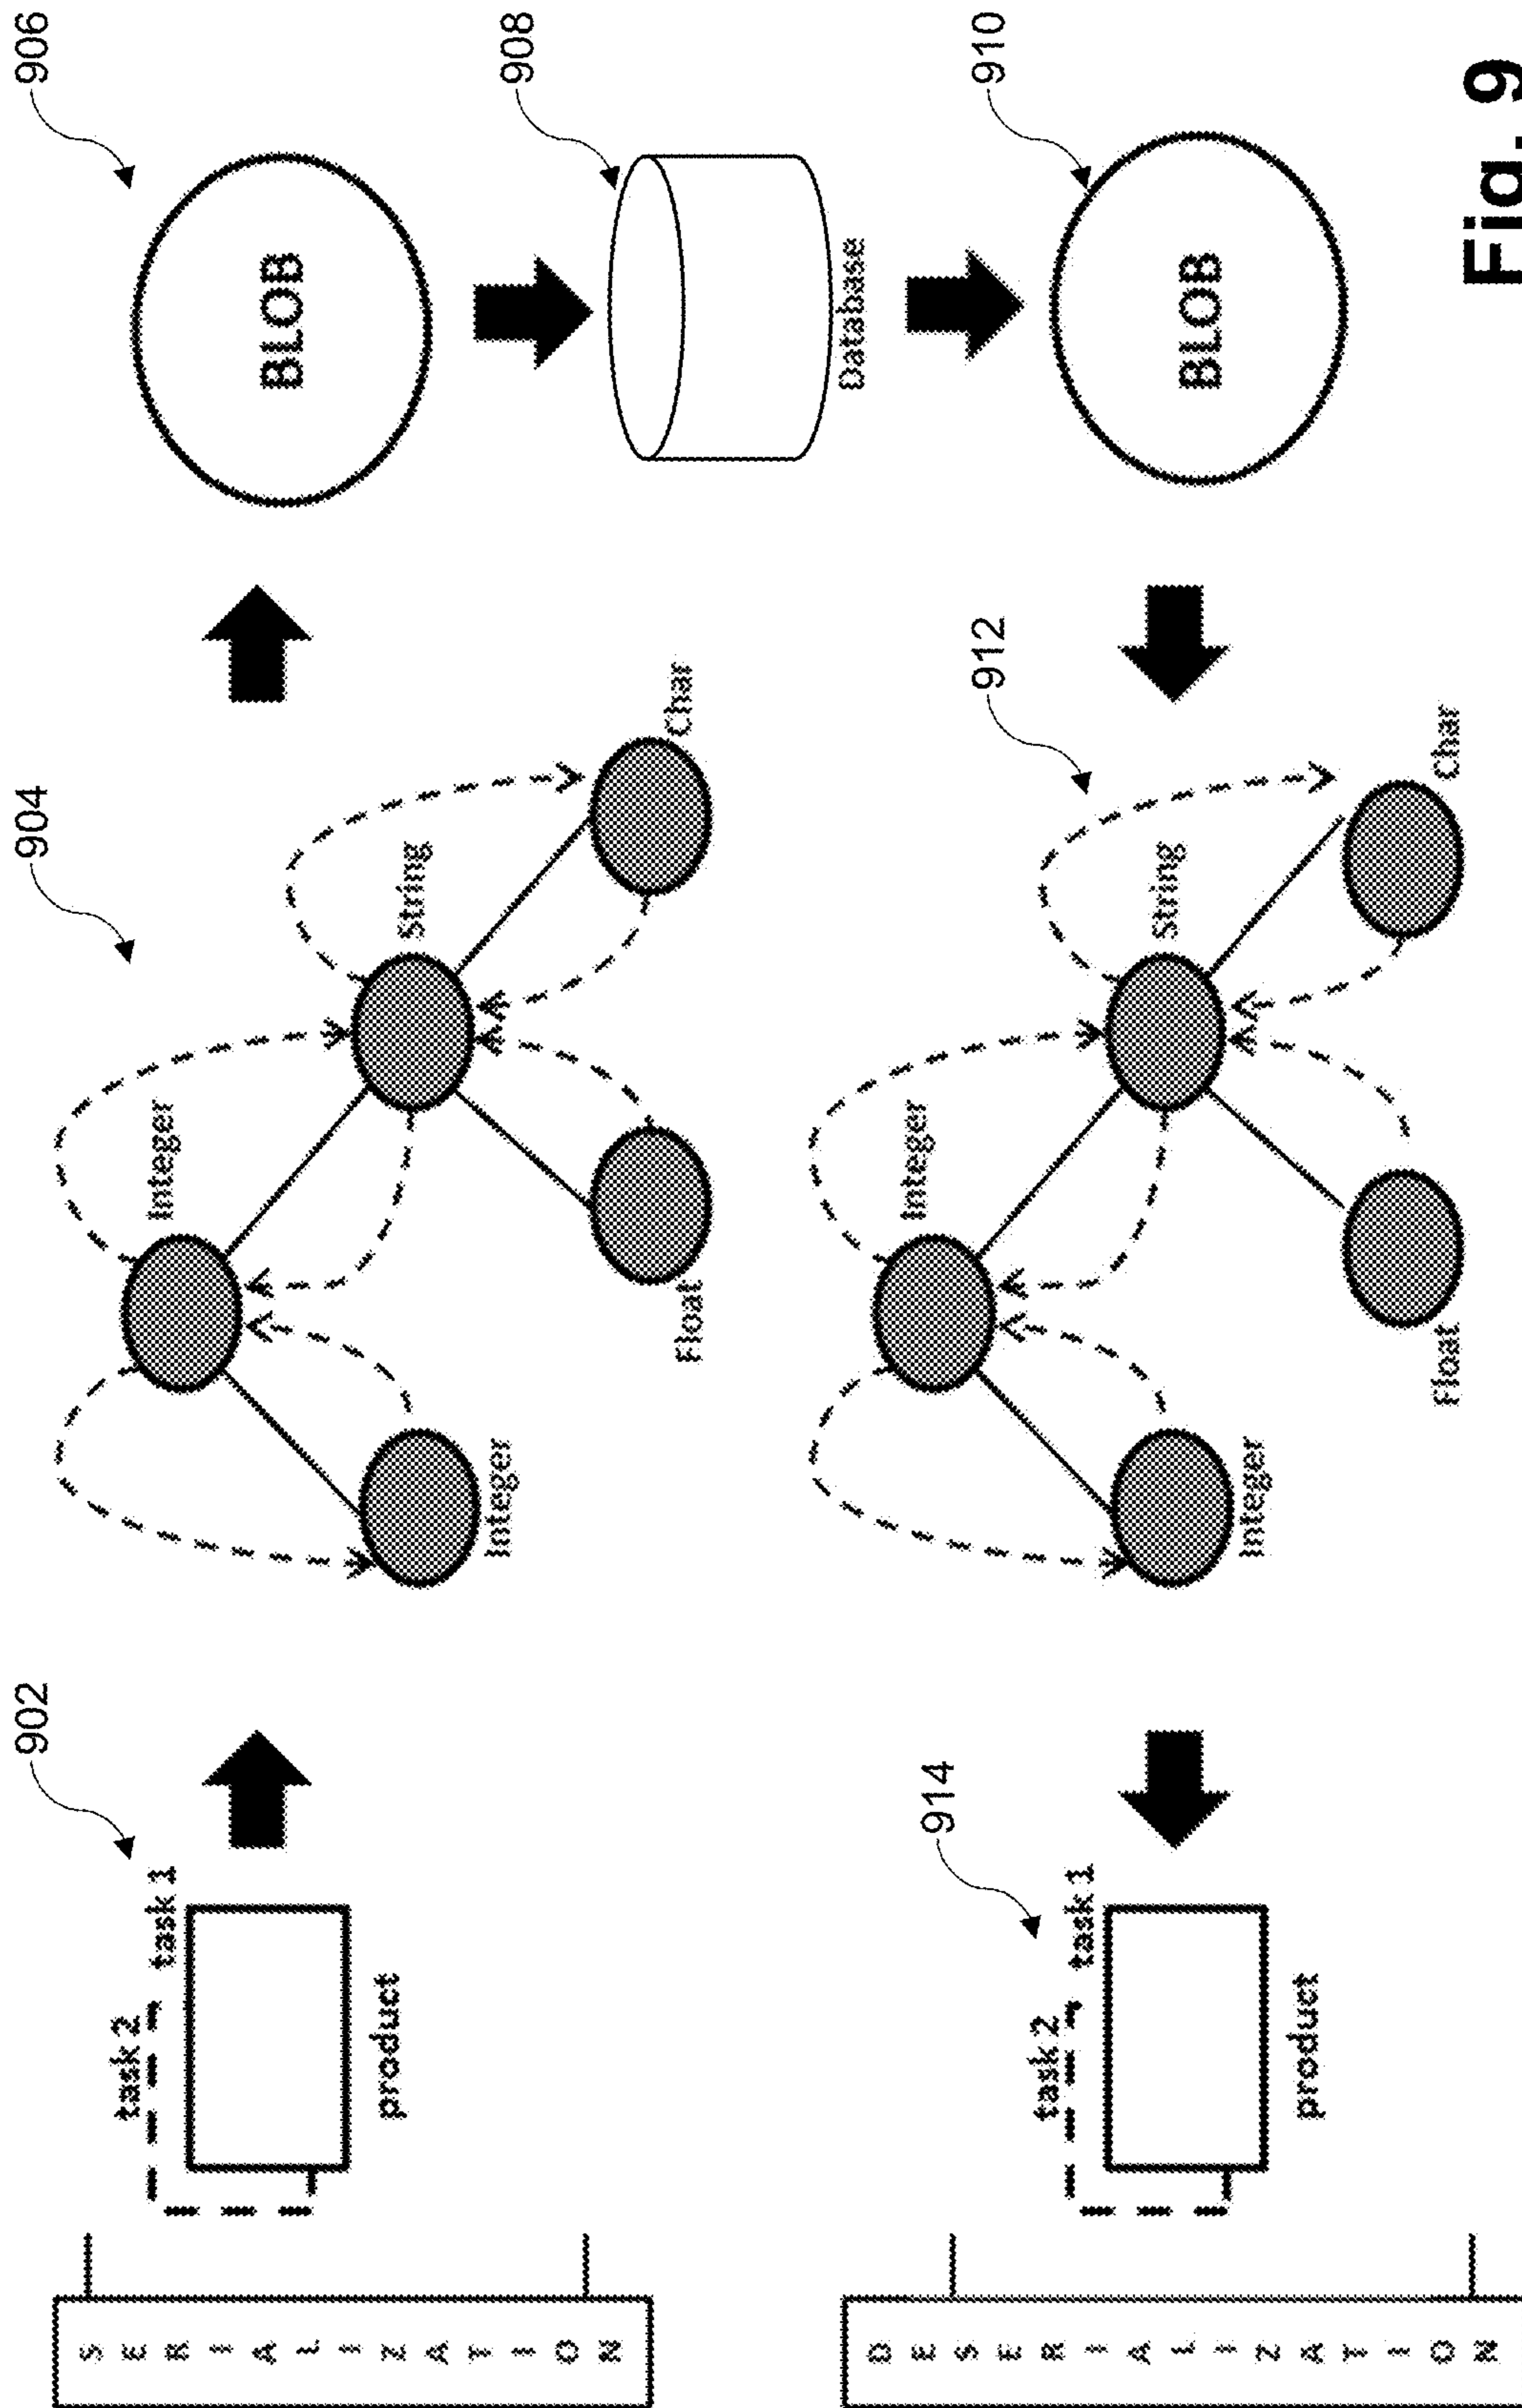 SERIALIZATION
902
task 2
task 1
product
904
Integer
Integer
String
Float
Char
906
BLOB
908
Database
DESERIALIZATION
914
task 2
task 1
product
912
Integer
Integer
String
Float
Char
910
BLOB
Fig. 9